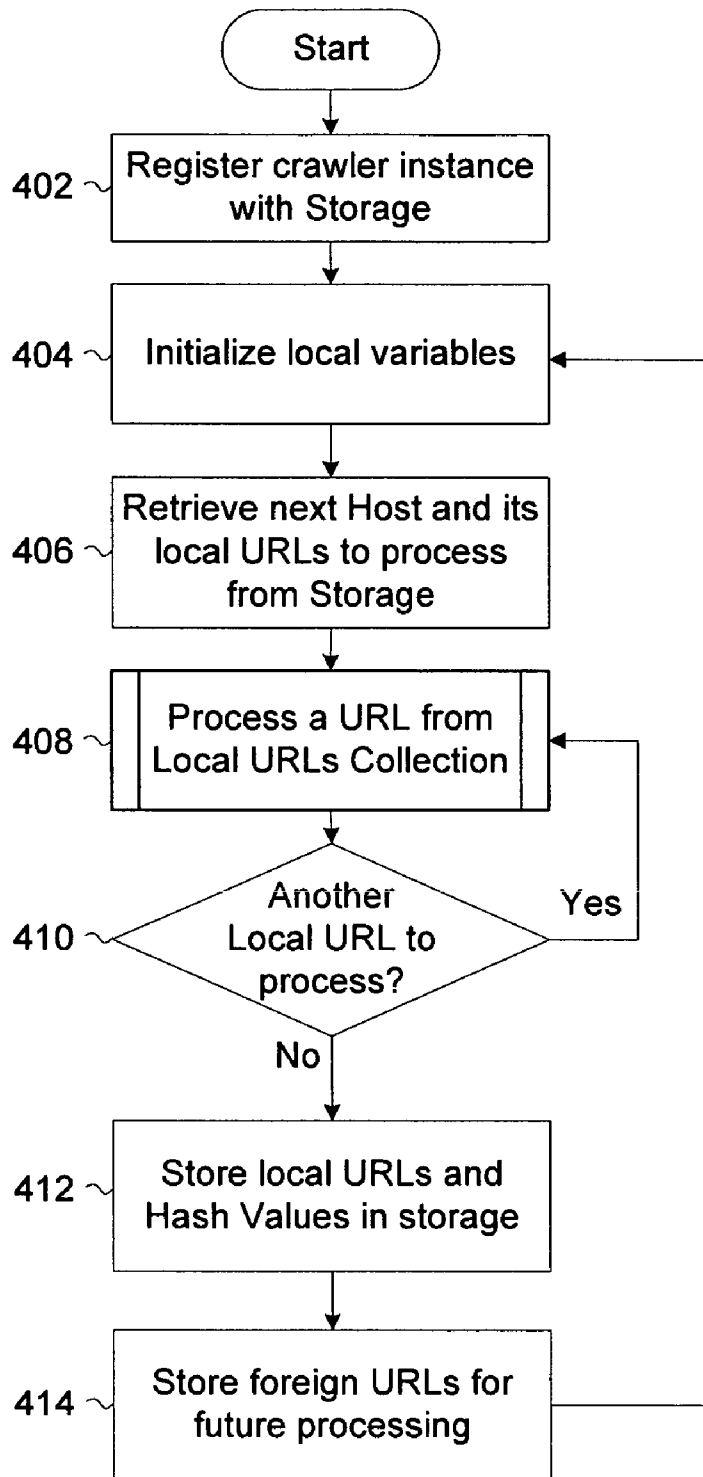 Start
402
Register crawler instance
with Storage
404
Initialize local variables
406
Retrieve next Host and its
local URLs to process
from Storage
408
Process a URL from
Local URLs Collection
410
Another
Local URL to
process?
Yes
No
412
Store local URLs and
Hash Values in storage
414
Store foreign URLs for
future processing